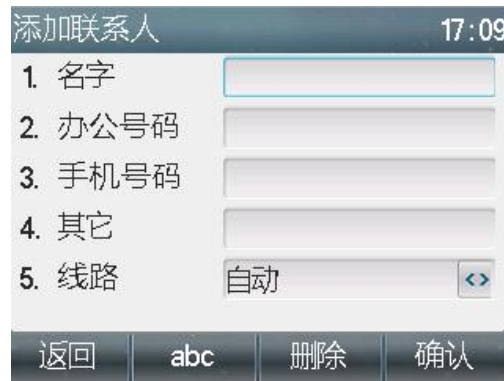 添加联系人 17:09
1. 名字
2. 办公号码
3. 手机号码
4. 其它
5. 线路 自动 <>
返回 abc 删除 确认